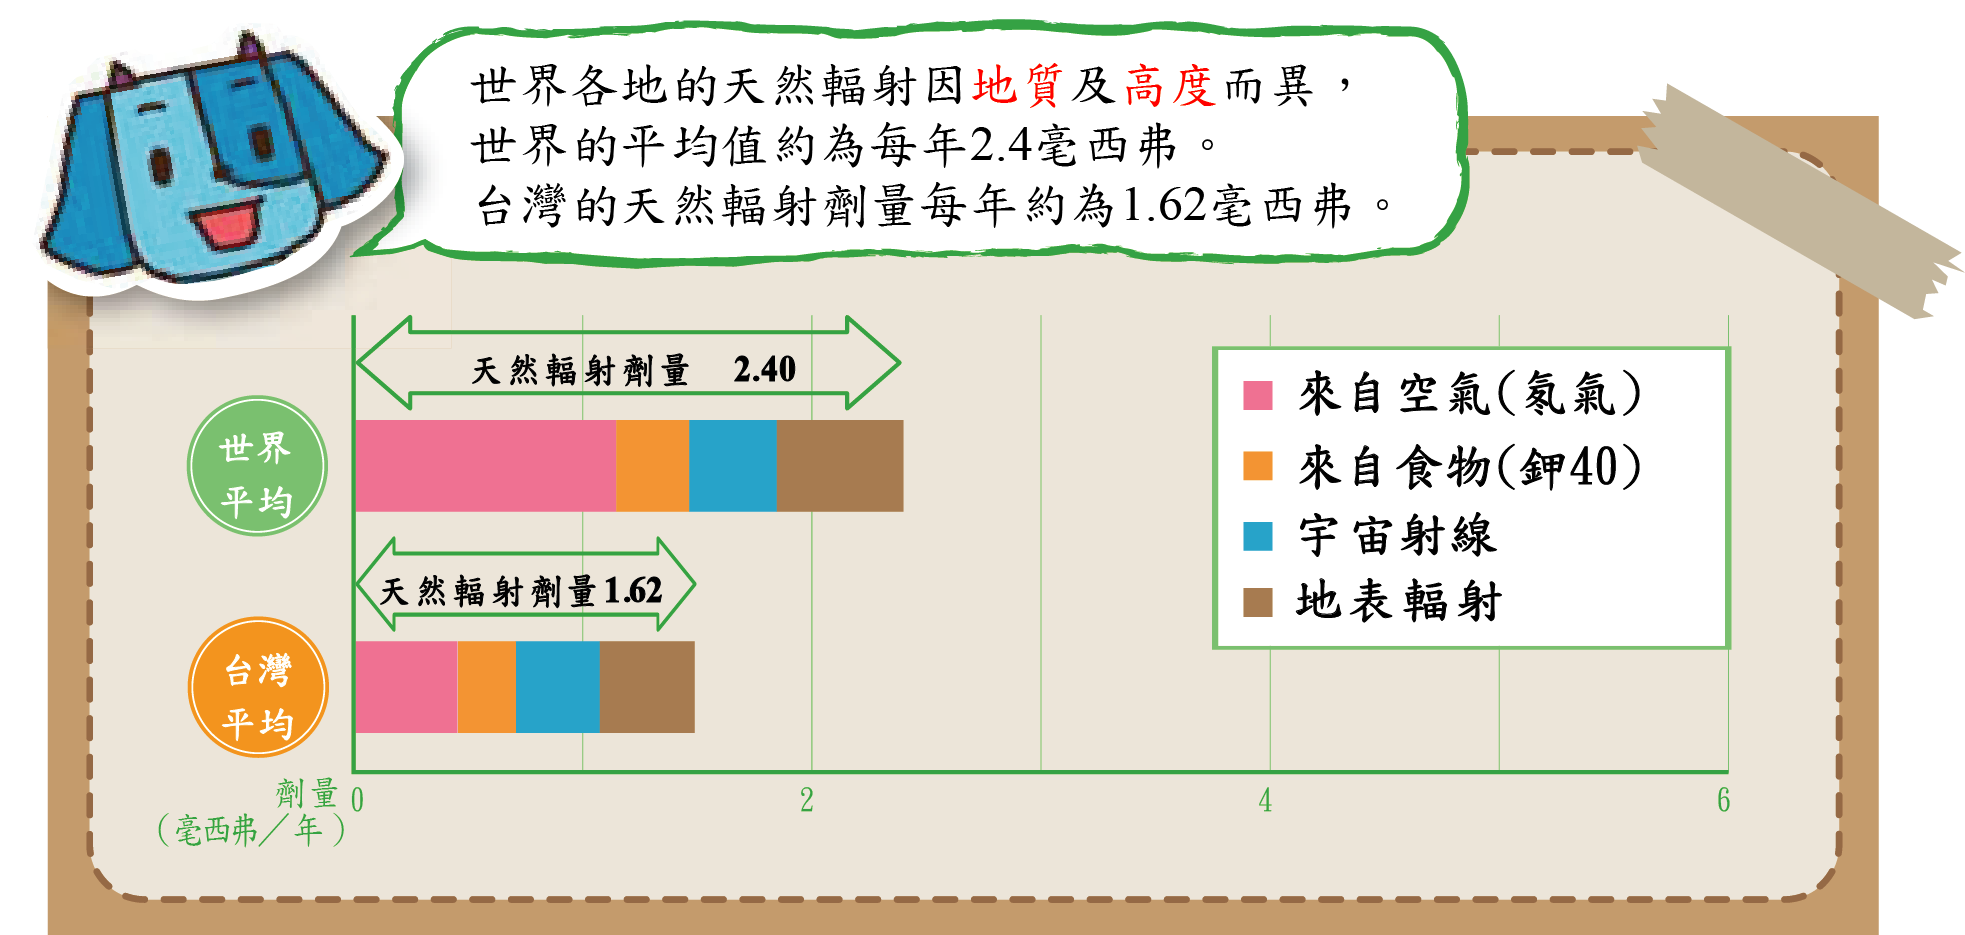 世界各地的天然輻射因地質及高度而異，
世界的平均值約為每年2.4毫西弗。
台灣的天然輻射劑量每年約為1.62毫西弗。
天然輻射劑量 2.40
世界
平均
天然輻射劑量1.62
台灣
平均
來自空氣(氡氣)
來自食物(鉀40)
宇宙射線
地表輻射
劑量
(毫西弗／年)
0 2 4 6